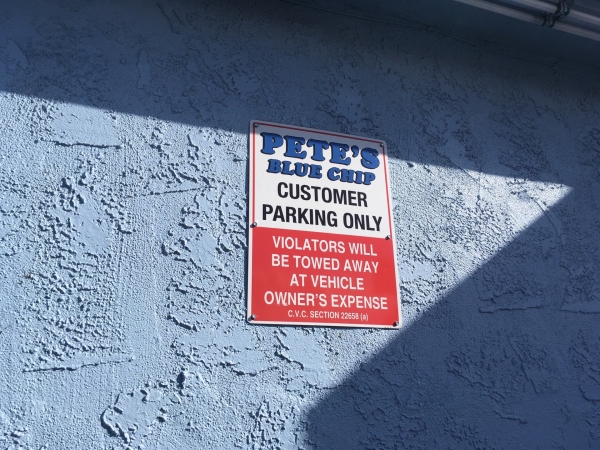 PETE'S
BLUE CHIP
CUSTOMER
PARKING ONLY
VIOLATORS WILL
BE TOWED AWAY
AT VEHICLE
OWNER'S EXPENSE
C.V.C. SECTION 22658 (a)